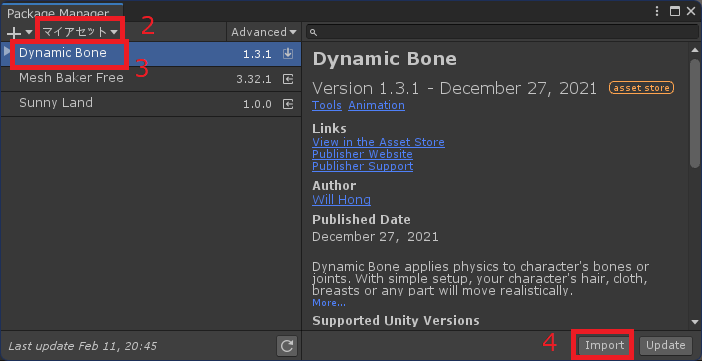 Package Manager
マイアセット
2
Advanced
Dynamic Bone 1.3.1
3
Mesh Baker Free 3.32.1
Sunny Land 1.0.0
Last update Feb 11, 20:45
Dynamic Bone
Version 1.3.1 - December 27, 2021 asset store
Tools Animation
Links
View in the Asset Store
Publisher Website
Publisher Support
Author
Will Hong
Published Date
December 27, 2021
Dynamic Bone applies physics to character's bones or
joints. With simple setup, your character's hair, cloth,
breasts or any part will move realistically.
More...
Supported Unity Versions
4
Import Update